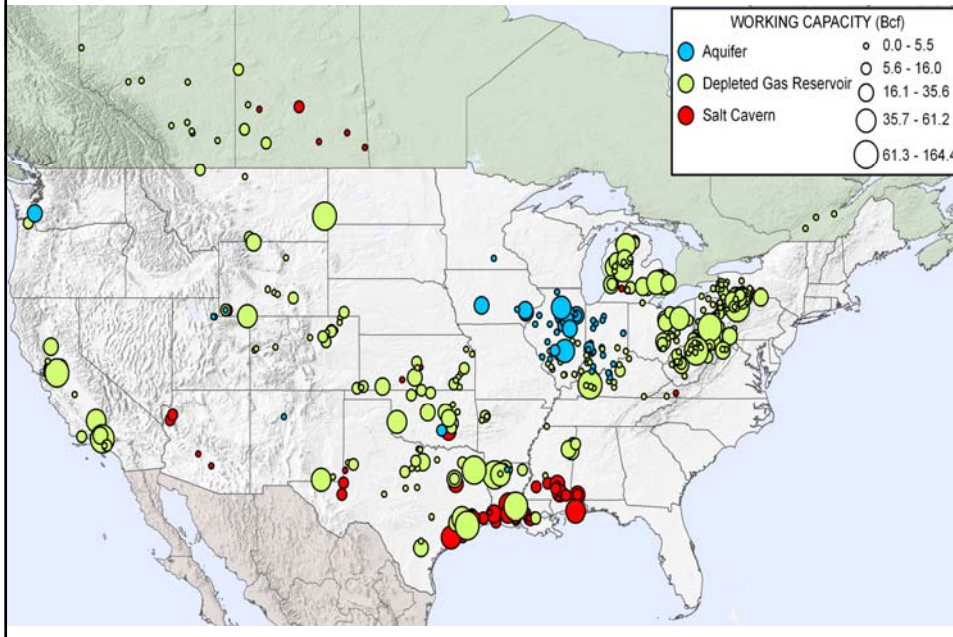 WORKING CAPACITY (Bcf)
Aquifer
Depleted Gas Reservoir
Salt Cavern
0.0 - 5.5
5.6 - 16.0
16.1 - 35.6
35.7 - 61.2
61.3 - 164.4